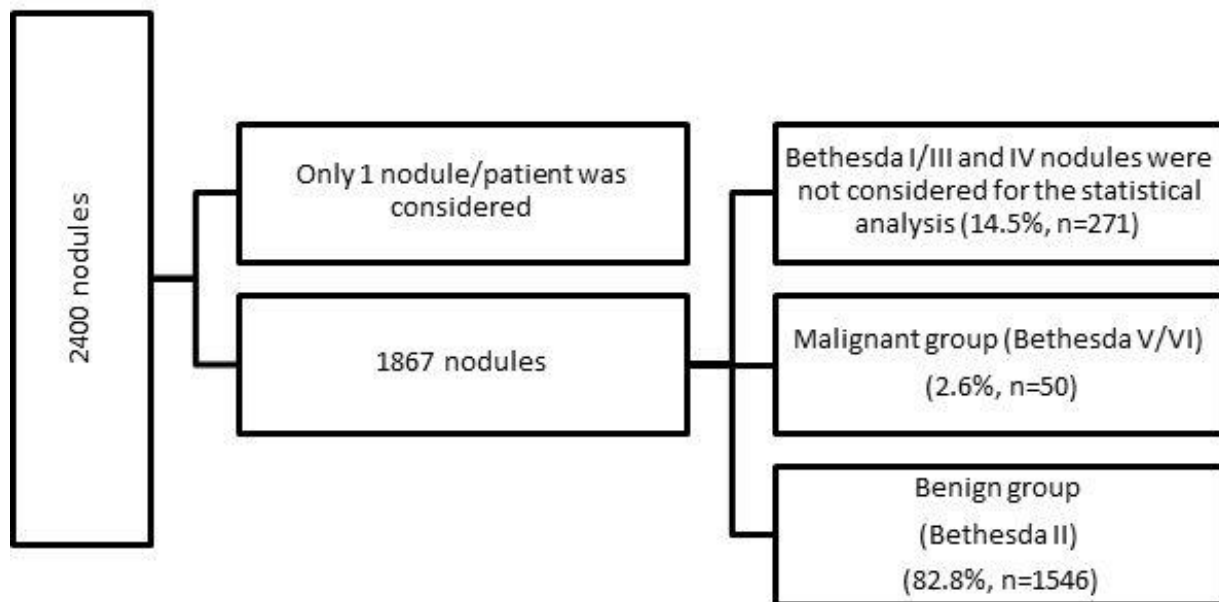 2400 nodules
Only 1 nodule/patient was
considered
1867 nodules
Bethesda I/III and IV nodules were
not considered for the statistical
analysis (14.5%, n=271)
Malignant group (Bethesda V/VI)
(2.6%, n=50)
Benign group
(Bethesda II)
(82.8%, n=1546)